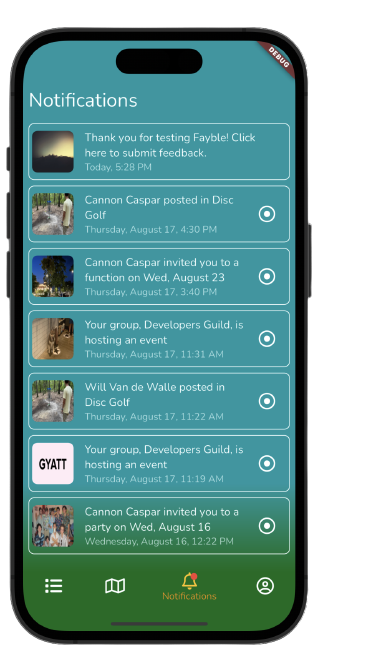 DEBUG
Notifications
Thank you for testing Fayble! Click
here to submit feedback.
Today, 5:28 PM
Cannon Caspar posted in Disc
Golf
Thursday, August 17, 4:30 PM
Cannon Caspar invited you to a
function on Wed, August 23
Thursday, August 17, 3:40 PM
Your group, Developers Guild, is
hosting an event
Thursday, August 17, 11:31 AM
Will Van de Walle posted in
Disc Golf
Thursday, August 17, 11:22 AM
GYATT
Your group, Developers Guild, is
hosting an event
Thursday, August 17, 11:19 AM
Cannon Caspar invited you to a
party on Wed, August 16
Wednesday, August 16, 12:22 PM
Notifications